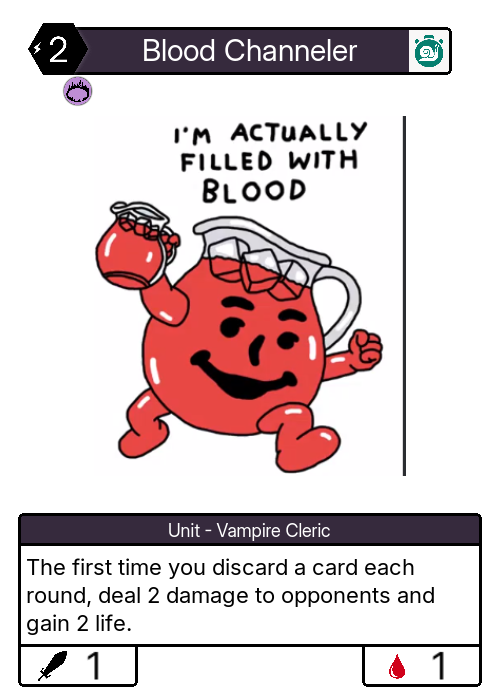 2
Blood Channeler
I'M ACTUALLY
FILLED WITH
BLOOD
Unit - Vampire Cleric
The first time you discard a card each
round, deal 2 damage to opponents and
gain 2 life.
1
1